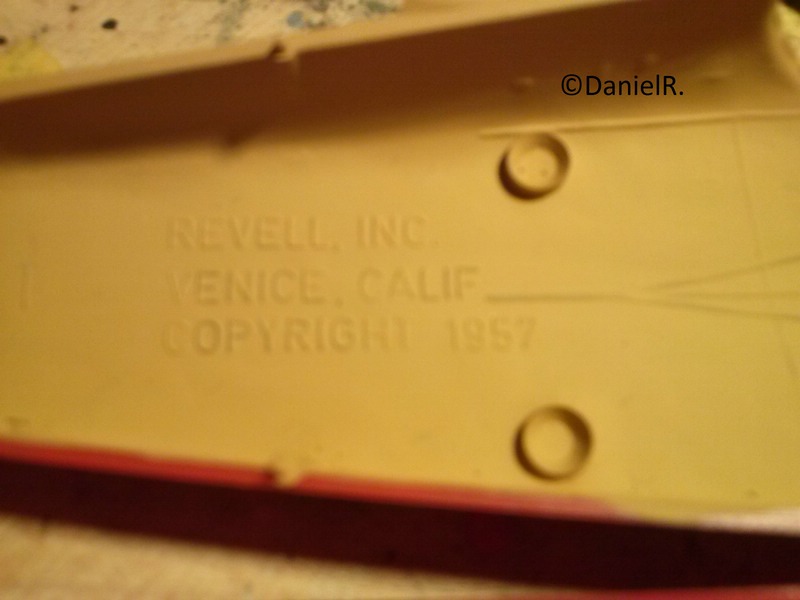 ©DanielR.
REVELL, INC.
VENICE, CALIF.
COPYRIGHT 1957